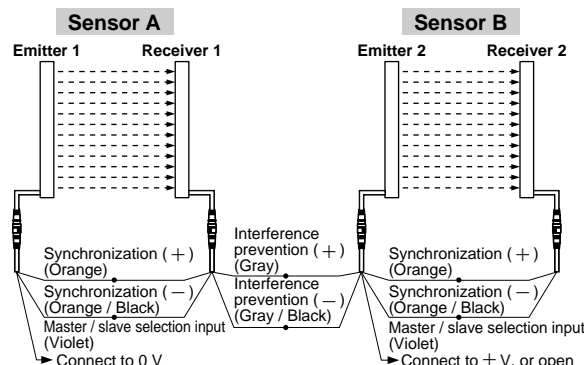 Sensor A
Sensor B
Emitter 1
Receiver 1
Emitter 2
Receiver 2
Synchronization (+)
(Orange)
Synchronization (−)
(Orange / Black)
Master / slave selection input
(Violet)
Connect to 0 V
Interference
prevention (+)
(Gray)
Interference
prevention (−)
(Gray / Black)
Synchronization (+)
(Orange)
Synchronization (−)
(Orange / Black)
Master / slave selection input
(Violet)
Connect to + V, or open